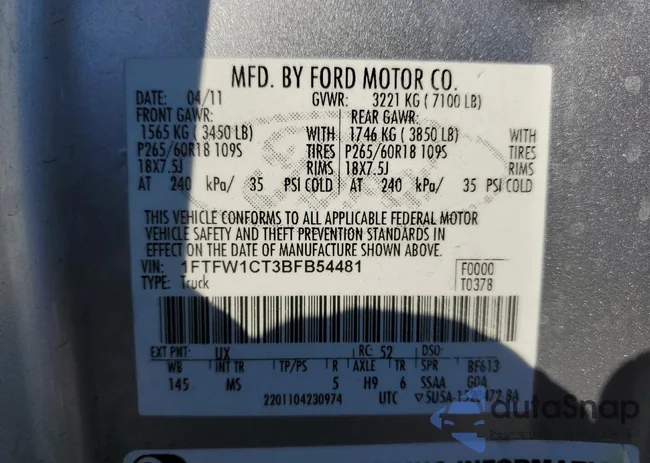 MFD. BY FORD MOTOR CO.
DATE: 04/11 GVWR: 3221 KG ( 7100 LB)
FRONT GAWR: REAR GAWR:
1565 KG ( 3450 LB) WITH 1746 KG ( 3850 LB) WITH
P265/60R18 109S TIRES P265/60R18 109S TIRES
18X7.5J RIMS 18X7.5J RIMS
AT 240 kPa/ 35 PSI COLD AT 240 kPa/ 35 PSI COLD
THIS VEHICLE CONFORMS TO ALL APPLICABLE FEDERAL MOTOR
VEHICLE SAFETY AND THEFT PREVENTION STANDARDS IN
EFFECT ON THE DATE OF MANUFACTURE SHOWN ABOVE.
VIN: 1FTFW1CT3BFB54481 F0000
TYPE: Truck T0378
EXT PNT: UX RC: 52 DSO:
WB INT TR TP/PS R AXLE TR SPR BF613
145 MS 5 H9 6 SSAA GOA
2201104230974 UTC
autoSnap